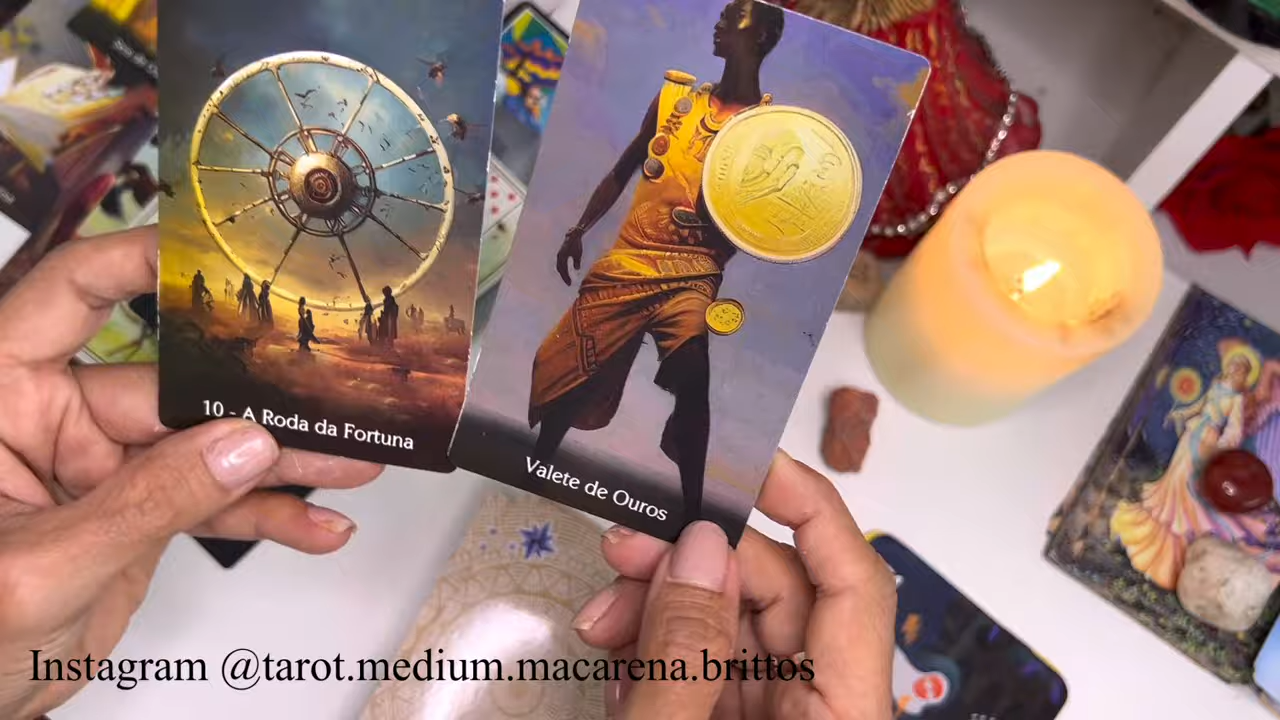 10 - A Roda da Fortuna
Valete de Ouros
Instagram @tarot.medium.macarena.brittos